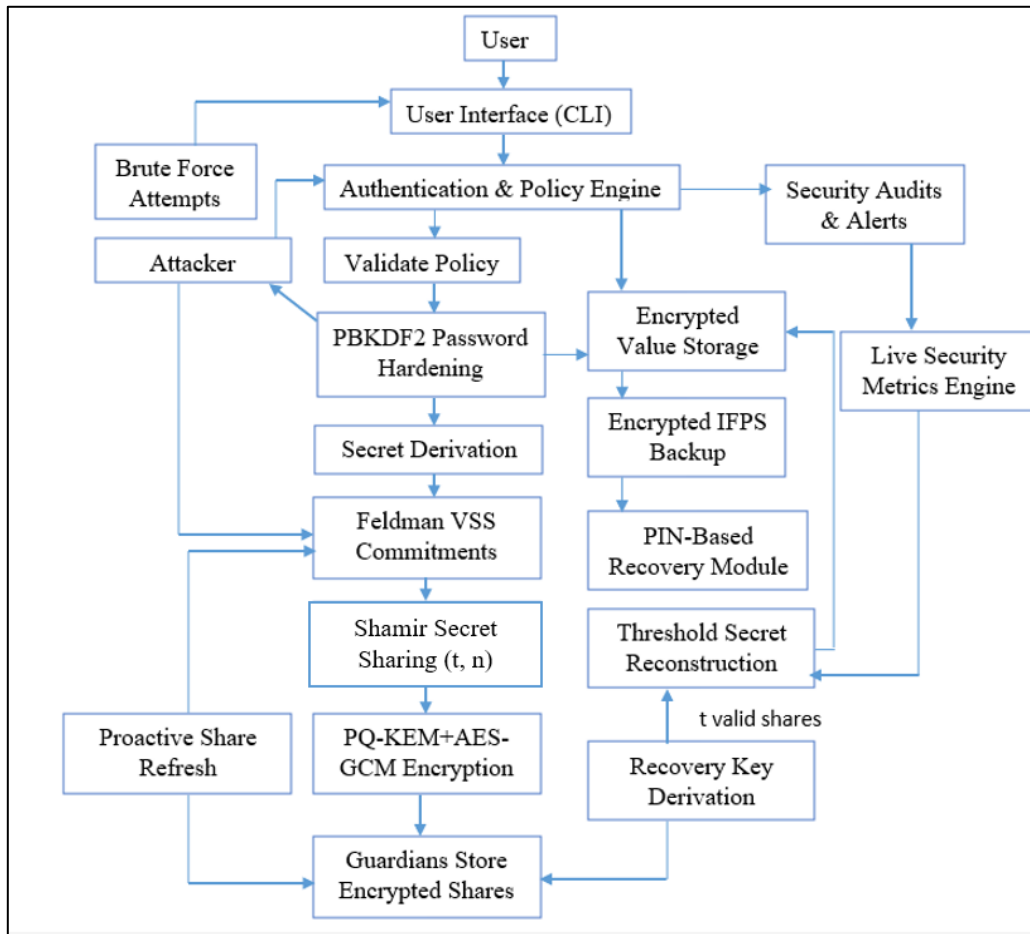 User
User Interface (CLI)
Brute Force
Attempts
Authentication & Policy Engine
Security Audits
& Alerts
Attacker
Validate Policy
PBKDF2 Password
Hardening
Encrypted
Value Storage
Live Security
Metrics Engine
Secret Derivation
Encrypted IFPS
Backup
Feldman VSS
Commitments
PIN-Based
Recovery Module
Shamir Secret
Sharing (t, n)
Threshold Secret
Reconstruction
t valid shares
Proactive Share
Refresh
PQ-KEM+AES-
GCM Encryption
Recovery Key
Derivation
Guardians Store
Encrypted Shares